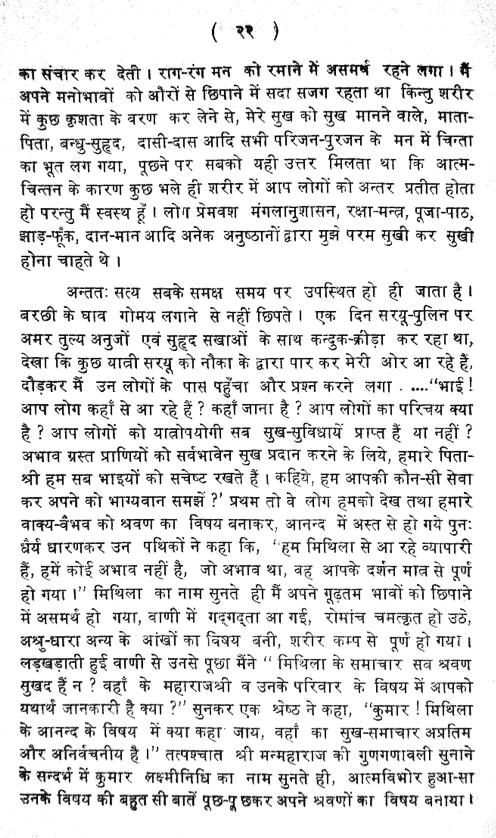 ( २२ )
का संचार कर देती । राग-रंग मन को रमाने में असमर्थ रहने लगा । मैं
अपने मनोभावों को औरों से छिपाने में सदा सजग रहता था किन्तु शरीर
में कुछ कृशता के वरण कर लेने से, मेरे सुख को सुख मानने वाले, माता-
पिता, बन्धु-सुहृद, दासी-दास आदि सभी परिजन-पुरजन के मन में चिन्ता
का भूत लग गया, पूछने पर सबको यही उत्तर मिलता था कि आत्म-
चिन्तन के कारण कुछ भले ही शरीर में आप लोगों को अन्तर प्रतीत होता
हो परन्तु मैं स्वस्थ हूँ । लोग प्रेमवश मंगलानुशासन, रक्षा-मन्त्र, पूजा-पाठ,
झाड़-फूँक, दान-मान आदि अनेक अनुष्ठानों द्वारा मुझे परम सुखी कर सुखी
होना चाहते थे ।
अन्ततः सत्य सबके समक्ष समय पर उपस्थित हो ही जाता है ।
बरछी के घाव गोमय लगाने से नहीं छिपते । एक दिन सरयू-पुलिन पर
अमर तुल्य अनुजों एवं सुहृद सखाओं के साथ कन्दुक-क्रीड़ा कर रहा था,
देखा कि कुछ यात्री सरयू को नौका के द्वारा पार कर मेरी ओर आ रहे हैं,
दौड़कर मैं उन लोगों के पास पहुँचा और प्रश्न करने लगा . ....“भाई!
आप लोग कहाँ से आ रहे हैं ? कहाँ जाना है ? आप लोगों का परिचय क्या
है ? आप लोगों को यात्रोपयोगी सब सुख-सुविधायें प्राप्त हैं या नहीं ?
अभाव ग्रस्त प्राणियों को सर्वभावेन सुख प्रदान करने के लिये, हमारे पिता-
श्री हम सब भाइयों को सचेष्ट रखते हैं । कहिये, हम आपकी कौन-सी सेवा
कर अपने को भाग्यवान समझें ?' प्रथम तो वे लोग हमको देख तथा हमारे
वाक्य-वैभव को श्रवण का विषय बनाकर, आनन्द में अस्त से हो गये पुनः
धैर्य धारणकर उन पथिकों ने कहा कि, “हम मिथिला से आ रहे व्यापारी
हैं, हमें कोई अभाव नहीं है, जो अभाव था, वह आपके दर्शन मात्र से पूर्ण
हो गया ।” मिथिला का नाम सुनते ही मैं अपने गूढ़तम भावों को छिपाने
में असमर्थ हो गया, वाणी में गद्‌गद्‌ता आ गई, रोमांच चमत्कृत हो उठे,
अश्रु-धारा अन्य के आंखों का विषय बनी, शरीर कम्प से पूर्ण हो गया।
लड़खड़ाती हुई वाणी से उनसे पूछा मैंने “ मिथिला के समाचार सब श्रवण
सुखद हैं न ? वहाँ के महाराजश्री व उनके परिवार के विषय में आपको
यथार्थ जानकारी है क्या ?” सुनकर एक श्रेष्ठ ने कहा, “कुमार ! मिथिला
के आनन्द के विषय में क्या कहा जाय, वहाँ का सुख-समाचार अप्रतिम
और अनिर्वचनीय है ।” तत्पश्चात श्री मन्महाराज की गुणगणावली सुनाने
के सन्दर्भ में कुमार लक्ष्मीनिधि का नाम सुनते ही, आत्मविभोर हुआ-सा
उनके विषय की बहुत सी बातें पूछ-पूछकर अपने श्रवणों का विषय बनाया ।